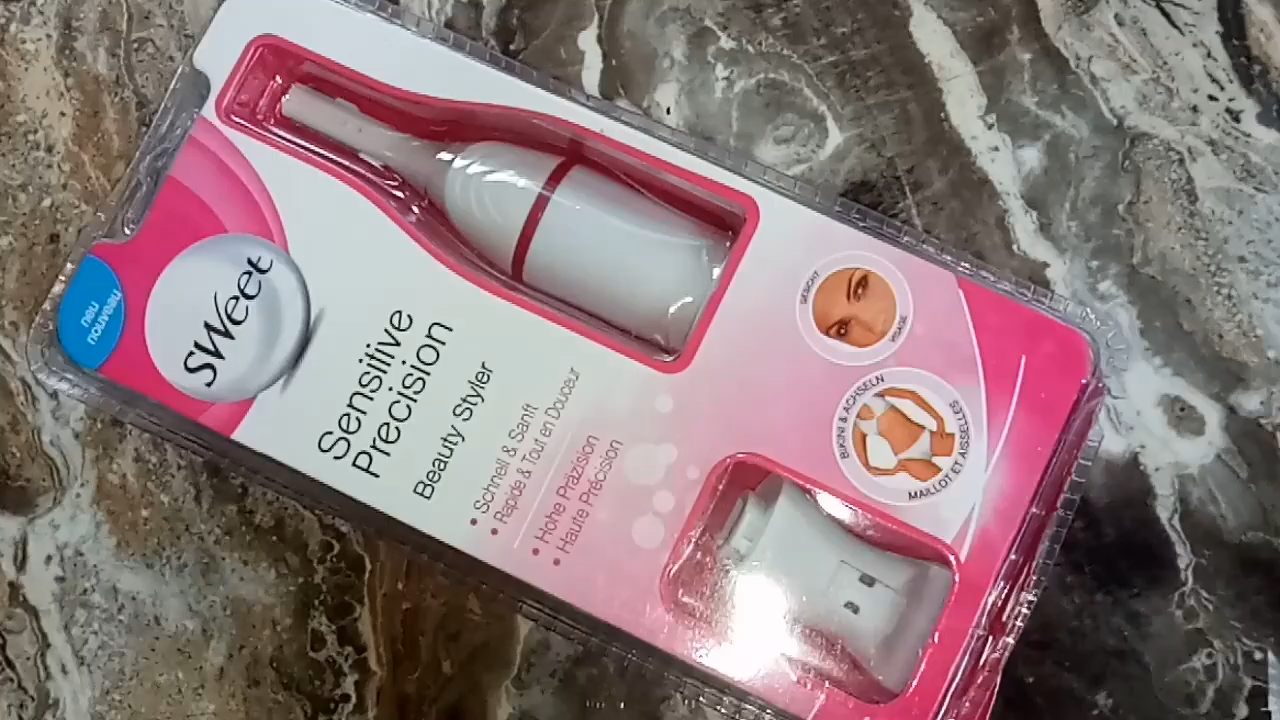 neu
nouveau
sweet
Sensitive
Precision
Beauty Styler
• Schnell & Sanft
• Rapide & Tout en Douceur
• Hohe Präzision
• Haute Précision
GESICHT
VISAGE
BIKINI & ACHSELN
MAILLOT ET AISSELLES